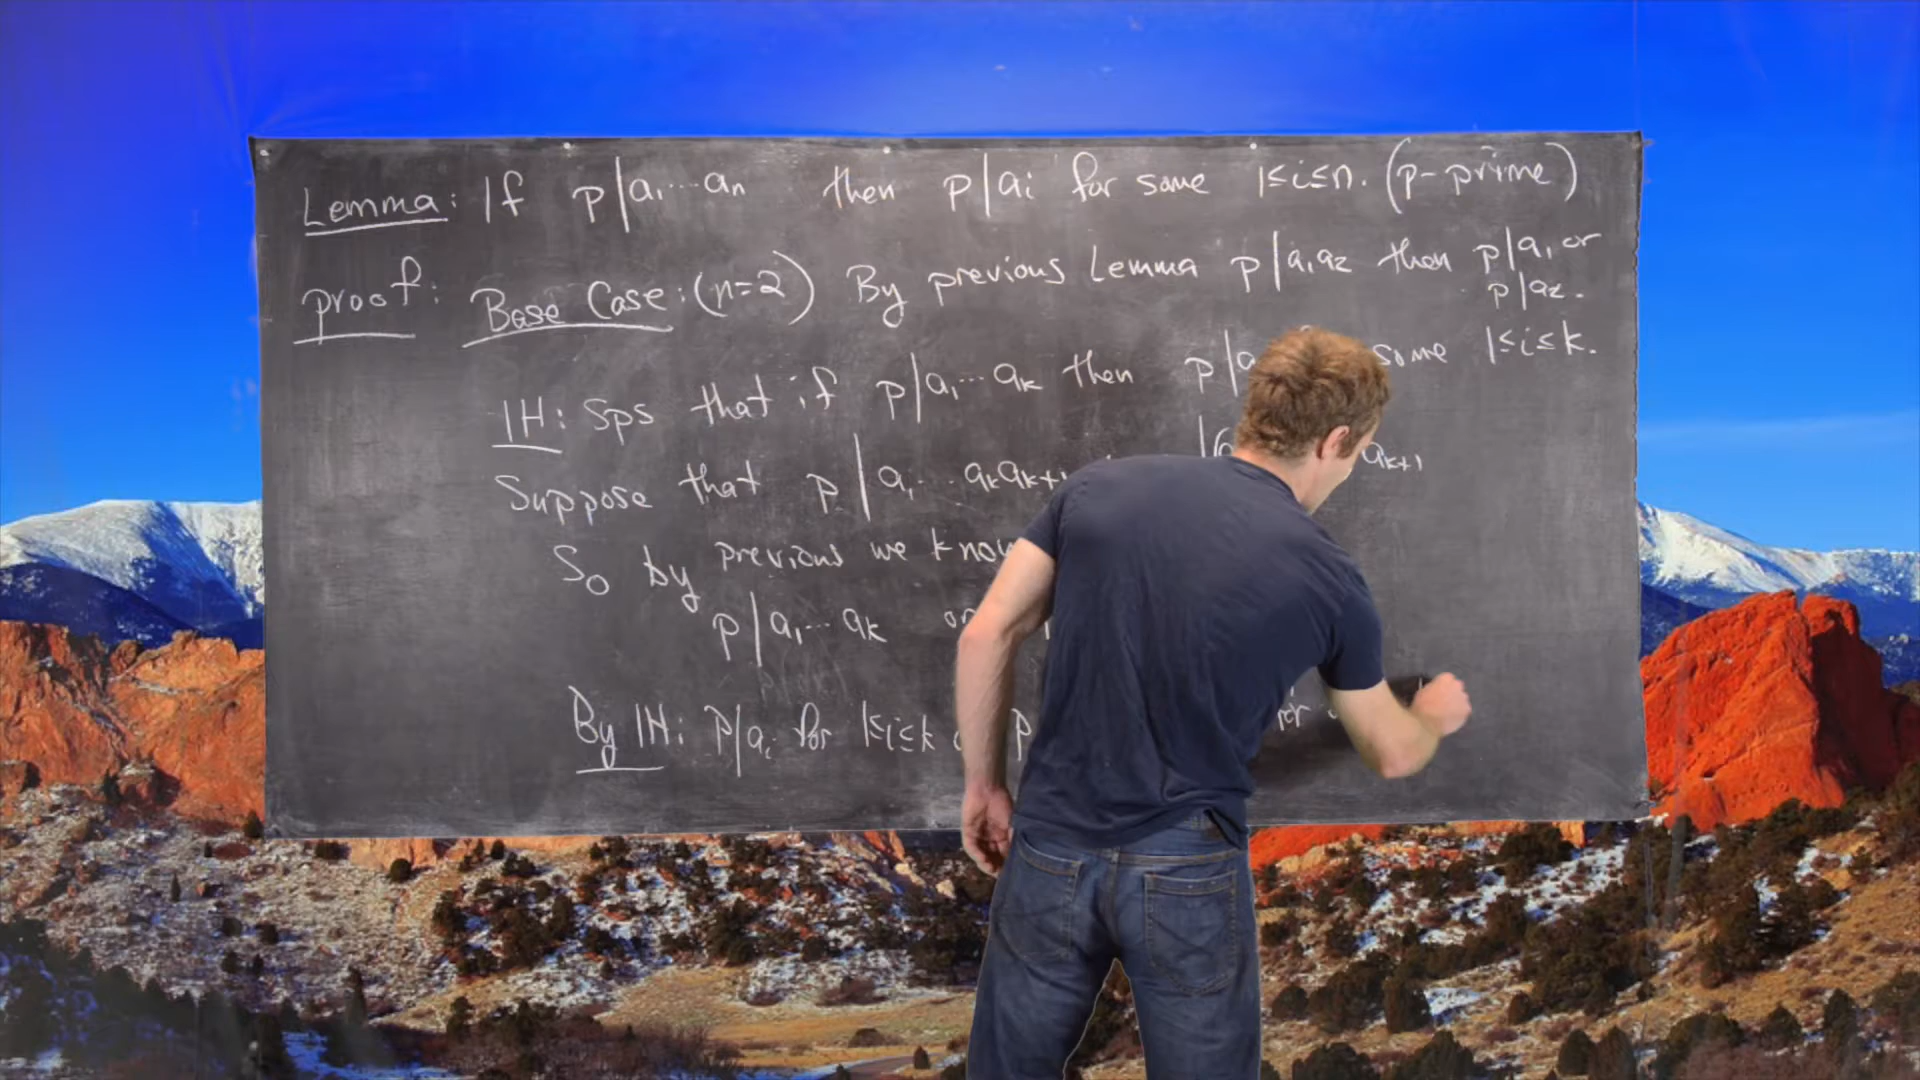 Lemma: If p|a₁...aₙ then p|aᵢ for some 1≤i≤n. (p-prime)
proof: Base Case: (n=2) By previous Lemma p|a₁a₂ then p|a₁ or
p|a₂.
IH: Sps that if p|a₁...aₖ then p|a some 1≤i≤k.
Suppose that p|a₁...aₖaₖ₊₁ aₖ₊₁
So by previous we know
p|a₁...aₖ or
By IH: p|aᵢ for 1≤i≤k p